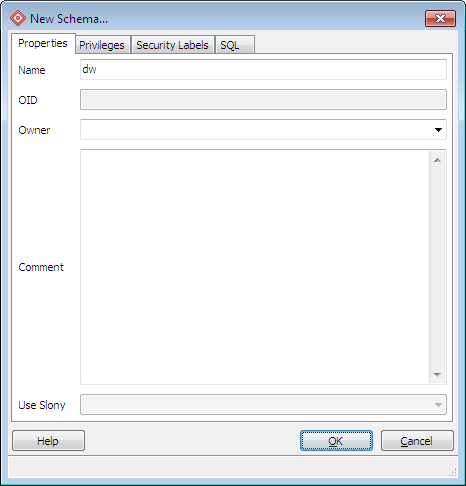 New Schema...
Properties Privileges Security Labels SQL
Name dw
OID
Owner
Comment
Use Slony
Help OK Cancel